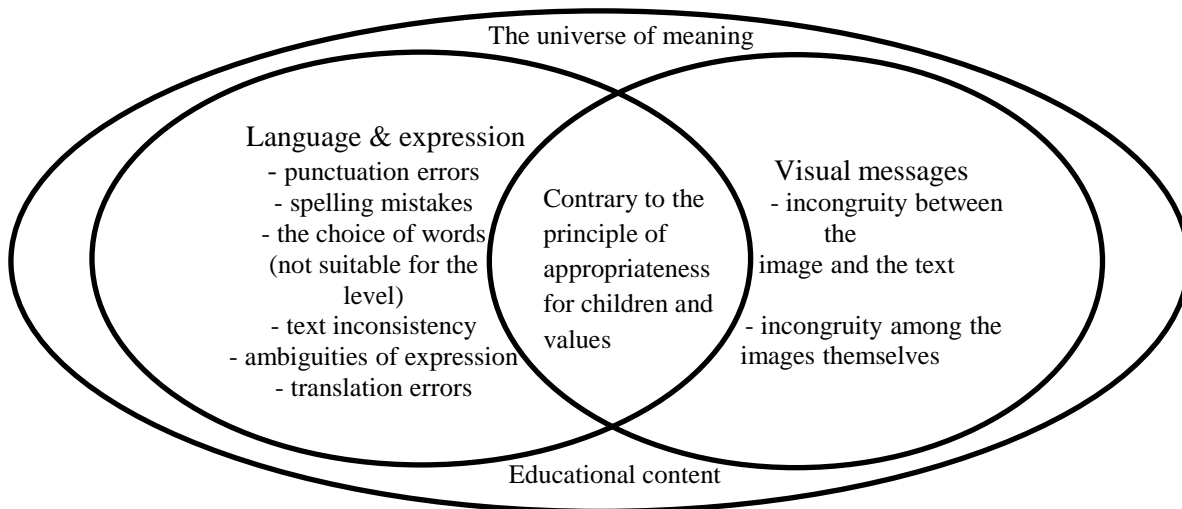 The universe of meaning
Language & expression
- punctuation errors
- spelling mistakes
- the choice of words
(not suitable for the
level)
- text inconsistency
- ambiguities of expression
- translation errors
Contrary to the
principle of
appropriateness
for children and
values
Visual messages
- incongruity between
the
image and the text
- incongruity among the
images themselves
Educational content